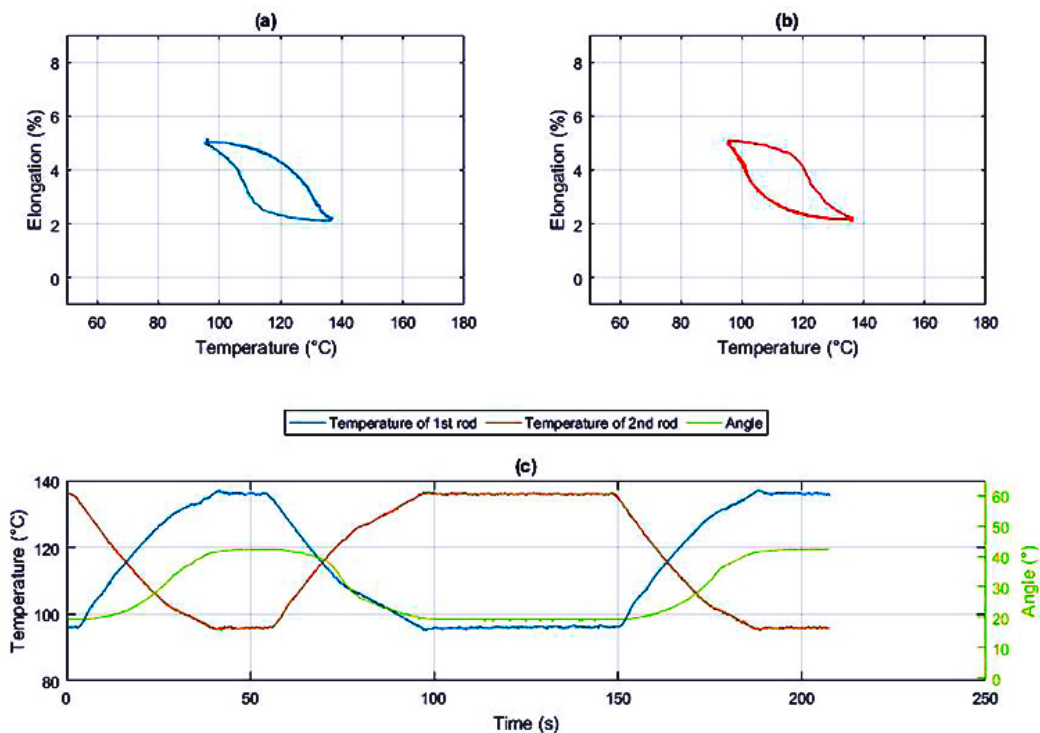 (a)
8
6
4
2
0
Elongation (%)
60 80 100 120 140 160 180
Temperature (°C)
(b)
8
6
4
2
0
Elongation (%)
60 80 100 120 140 160 180
Temperature (°C)
Temperature of 1st rod Temperature of 2nd rod Angle
(c)
140
120
100
80
Temperature (°C)
60
50
40
30
20
10
0
Angle (°)
0 50 100 150 200 250
Time (s)